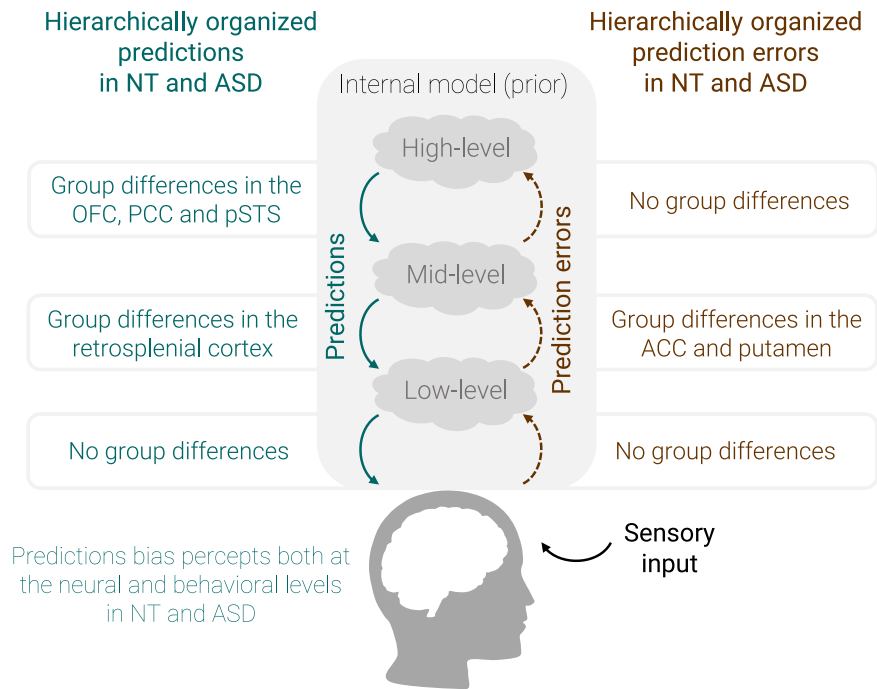 Hierarchically organized
predictions
in NT and ASD
Hierarchically organized
prediction errors
in NT and ASD
Internal model (prior)
High-level
Group differences in the
OFC, PCC and pSTS
No group differences
Predictions
Prediction errors
Mid-level
Group differences in the
retrosplenial cortex
Group differences in the
ACC and putamen
Low-level
No group differences
No group differences
Predictions bias percepts both at
the neural and behavioral levels
in NT and ASD
Sensory
input